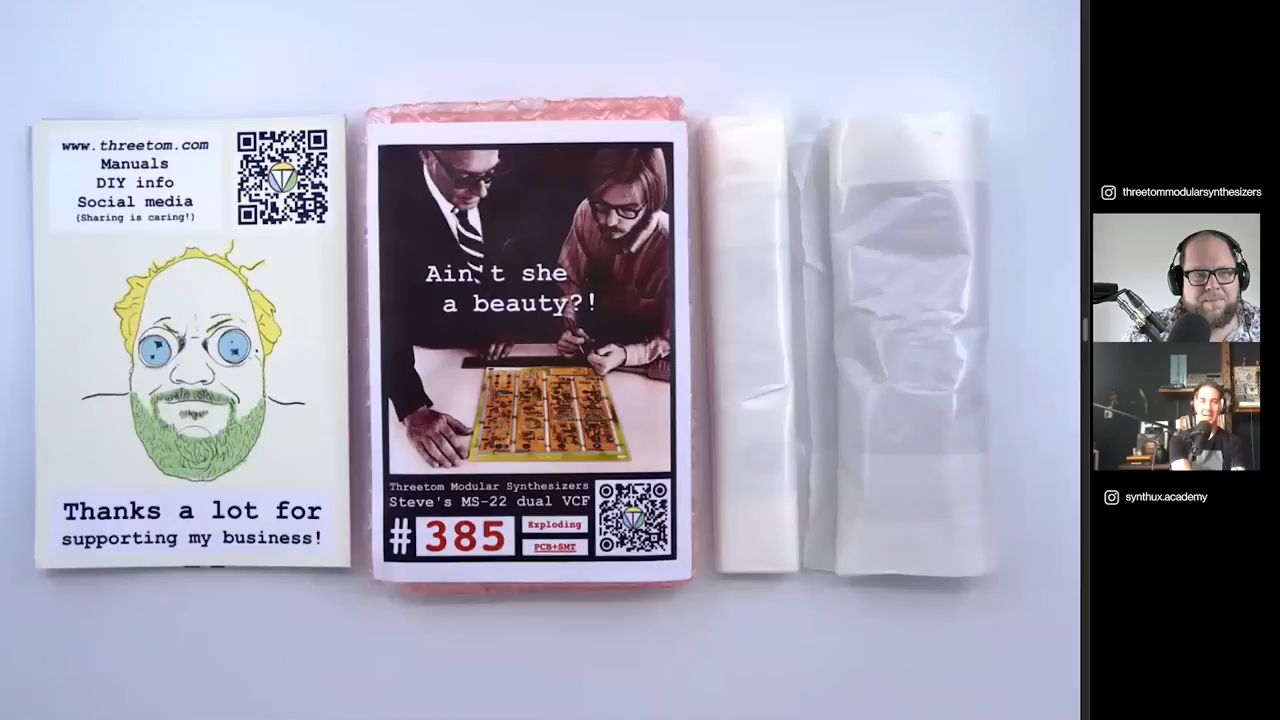 www.threetom.com
Manuals
DIY info
Social media
(Sharing is caring!)
Thanks a lot for
supporting my business!
Ain't she
a beauty?!
Threetom Modular Synthesizers
Steve's MS-22 dual VCF
#385
Exploding
PCB+SMT
threetommodularsynthesizers
synthux.academy